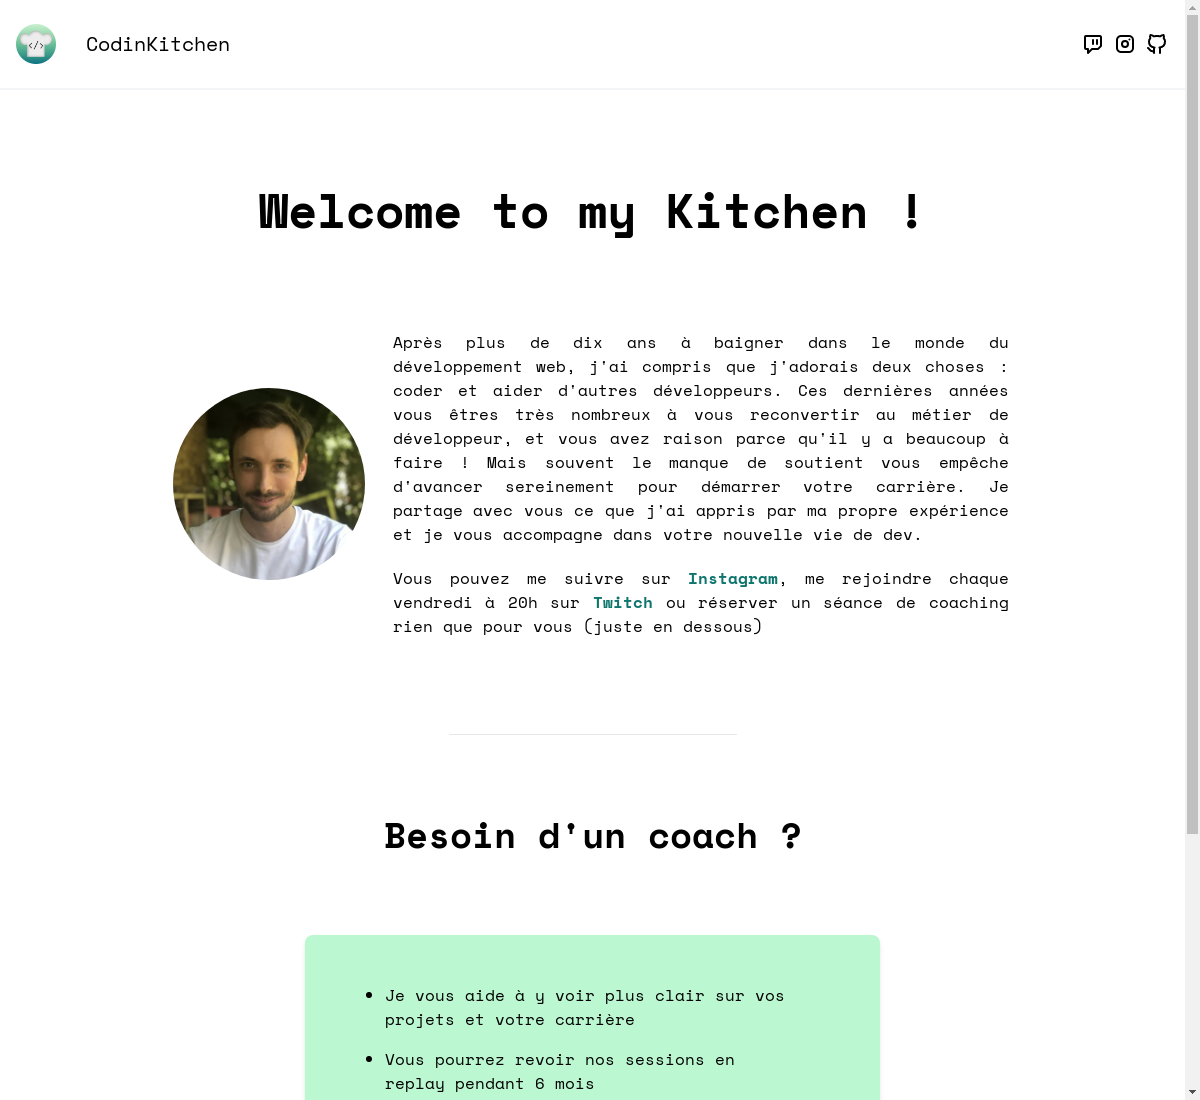 CodinKitchen
Welcome to my Kitchen !
Après plus de dix ans à baigner dans le monde du
développement web, j'ai compris que j'adorais deux choses :
coder et aider d'autres développeurs. Ces dernières années
vous êtres très nombreux à vous reconvertir au métier de
développeur, et vous avez raison parce qu'il y a beaucoup à
faire ! Mais souvent le manque de soutient vous empêche
d'avancer sereinement pour démarrer votre carrière. Je
partage avec vous ce que j'ai appris par ma propre expérience
et je vous accompagne dans votre nouvelle vie de dev.
Vous pouvez me suivre sur Instagram, me rejoindre chaque
vendredi à 20h sur Twitch ou réserver un séance de coaching
rien que pour vous (juste en dessous)
Besoin d'un coach ?
• Je vous aide à y voir plus clair sur vos
projets et votre carrière
• Vous pourrez revoir nos sessions en
replay pendant 6 mois